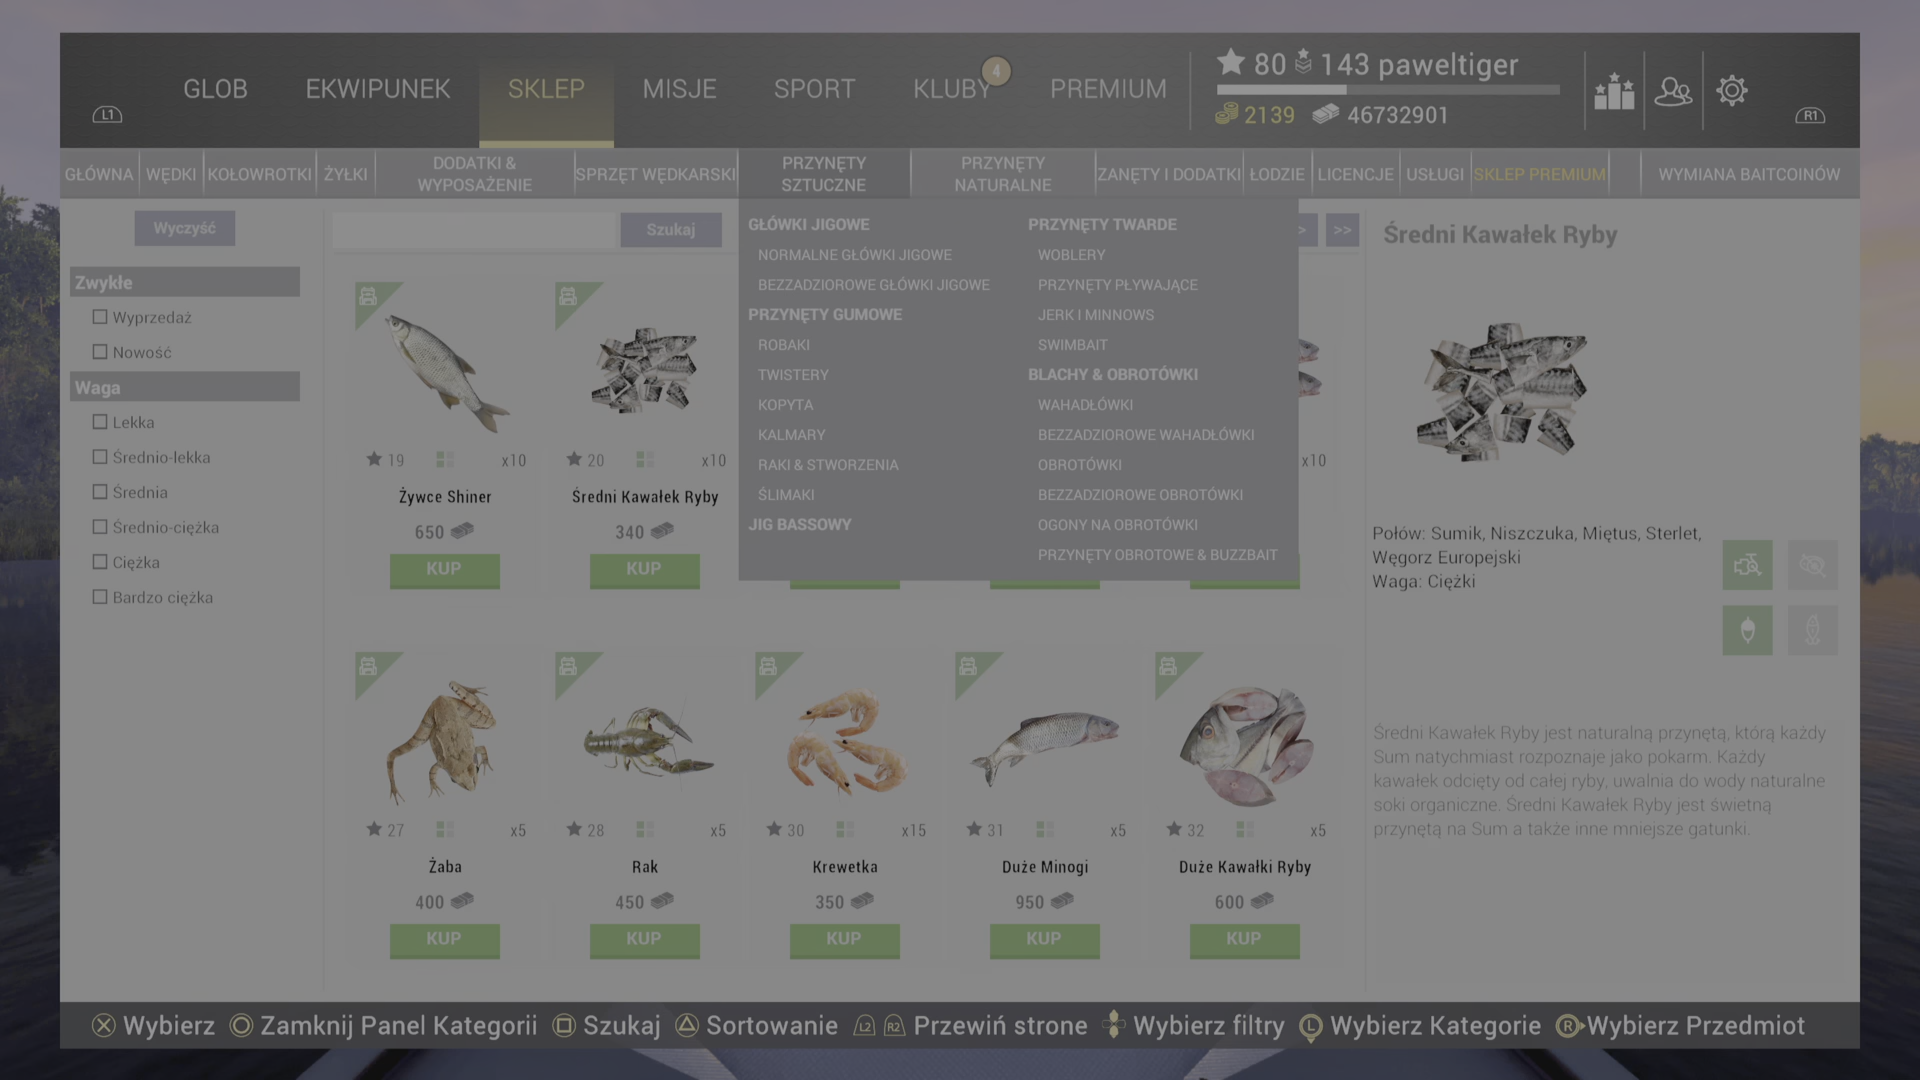 L1
GLOB
EKWIPUNEK
SKLEP
MISJE
SPORT
KLUBY
4
PREMIUM
80 143 paweltiger
2139 46732901
R1
GŁÓWNA
WĘDKI
KOŁOWROTKI
ŻYŁKI
DODATKI &
WYPOSAŻENIE
SPRZĘT WĘDKARSKI
PRZYNĘTY
SZTUCZNE
PRZYNĘTY
NATURALNE
ZANĘTY I DODATKI
ŁODZIE
LICENCJE
USŁUGI
SKLEP PREMIUM
WYMIANA BAITCOINÓW
Wyczyść
Zwykłe
Wyprzedaż
Nowość
Waga
Lekka
Średnio-lekka
Średnia
Średnio-ciężka
Ciężka
Bardzo ciężka
Szukaj
> >>
GŁÓWKI JIGOWE
NORMALNE GŁÓWKI JIGOWE
BEZZADZIOROWE GŁÓWKI JIGOWE
PRZYNĘTY GUMOWE
ROBAKI
TWISTERY
KOPYTA
KALMARY
RAKI & STWORZENIA
ŚLIMAKI
JIG BASSOWY
PRZYNĘTY TWARDE
WOBLERY
PRZYNĘTY PŁYWAJĄCE
JERK I MINNOWS
SWIMBAIT
BLACHY & OBROTÓWKI
WAHADŁÓWKI
BEZZADZIOROWE WAHADŁÓWKI
OBROTÓWKI
BEZZADZIOROWE OBROTÓWKI
OGONY NA OBROTÓWKI
PRZYNĘTY OBROTOWE & BUZZBAIT
19 x10
Żywce Shiner
650
KUP
20 x10
Średni Kawałek Ryby
340
KUP
x10
27 x5
Żaba
400
KUP
28 x5
Rak
450
KUP
30 x15
Krewetka
350
KUP
31 x5
Duże Minogi
950
KUP
32 x5
Duże Kawałki Ryby
600
KUP
Średni Kawałek Ryby
Połów: Sumik, Niszczuka, Miętus, Sterlet,
Węgorz Europejski
Waga: Ciężki
Średni Kawałek Ryby jest naturalną przynętą, którą każdy
Sum natychmiast rozpoznaje jako pokarm. Każdy
kawałek odcięty od całej ryby, uwalnia do wody naturalne
soki organiczne. Średni Kawałek Ryby jest świetną
przynętą na Sum a także inne mniejsze gatunki.
Wybierz
Zamknij Panel Kategorii
Szukaj
Sortowanie
L2 R2 Przewiń strone
Wybierz filtry
L Wybierz Kategorie
R Wybierz Przedmiot